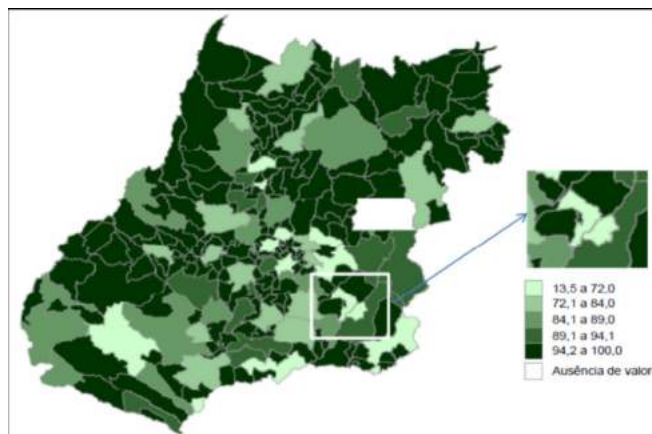 13,5 a 72,0
72,1 a 84,0
84,1 a 89,0
89,1 a 94,1
94,2 a 100,0
Ausência de valor